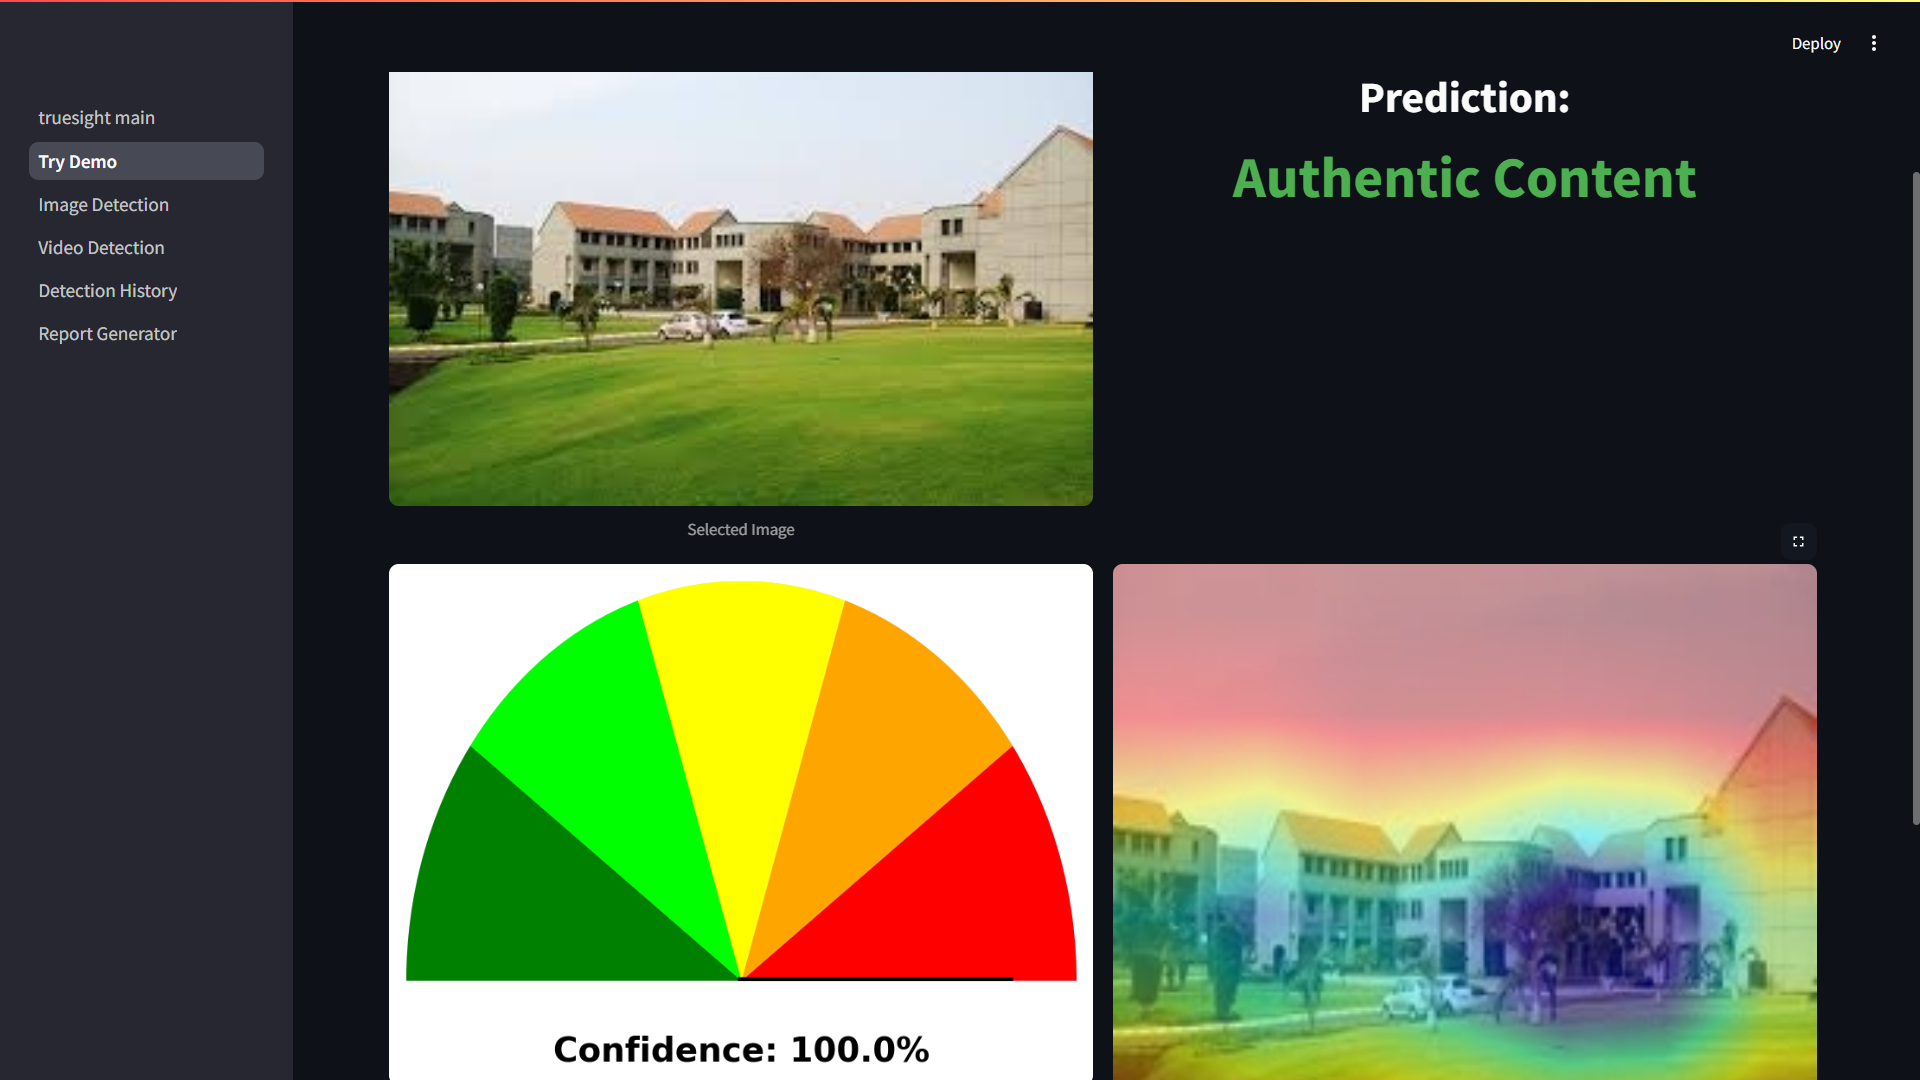 Deploy
truesight main
Try Demo
Image Detection
Video Detection
Detection History
Report Generator
Prediction:
Authentic Content
Selected Image
Confidence: 100.0%